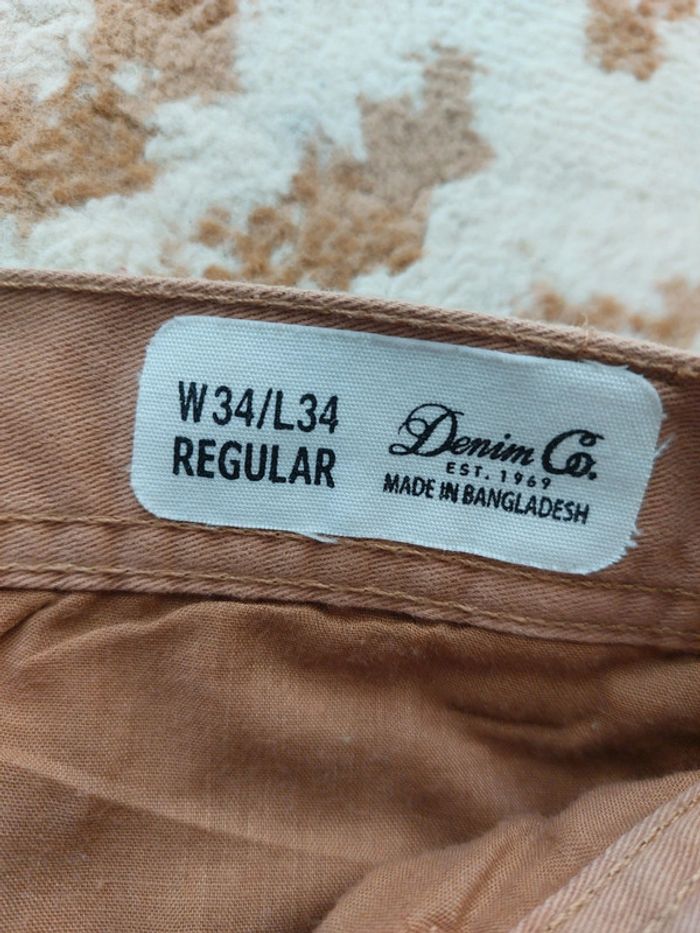 W34/L34
REGULAR
Denim Co.
EST. 1969
MADE IN BANGLADESH